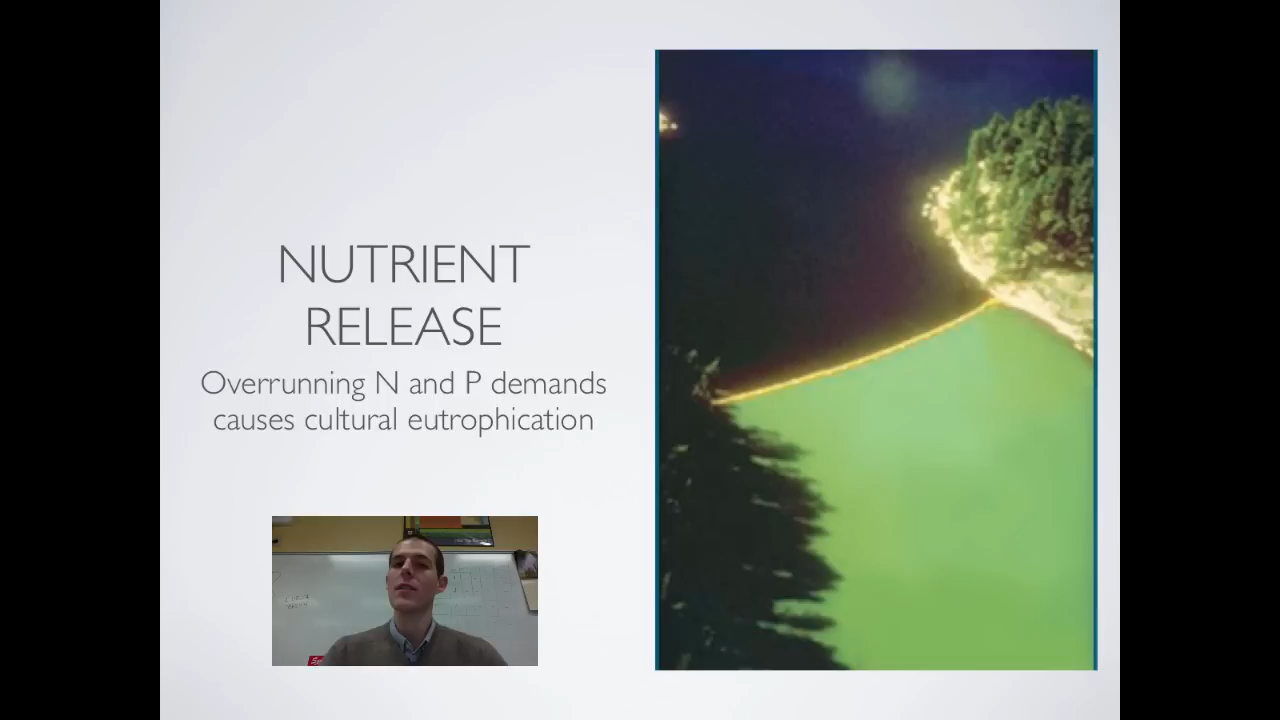 NUTRIENT
RELEASE
Overrunning N and P demands
causes cultural eutrophication